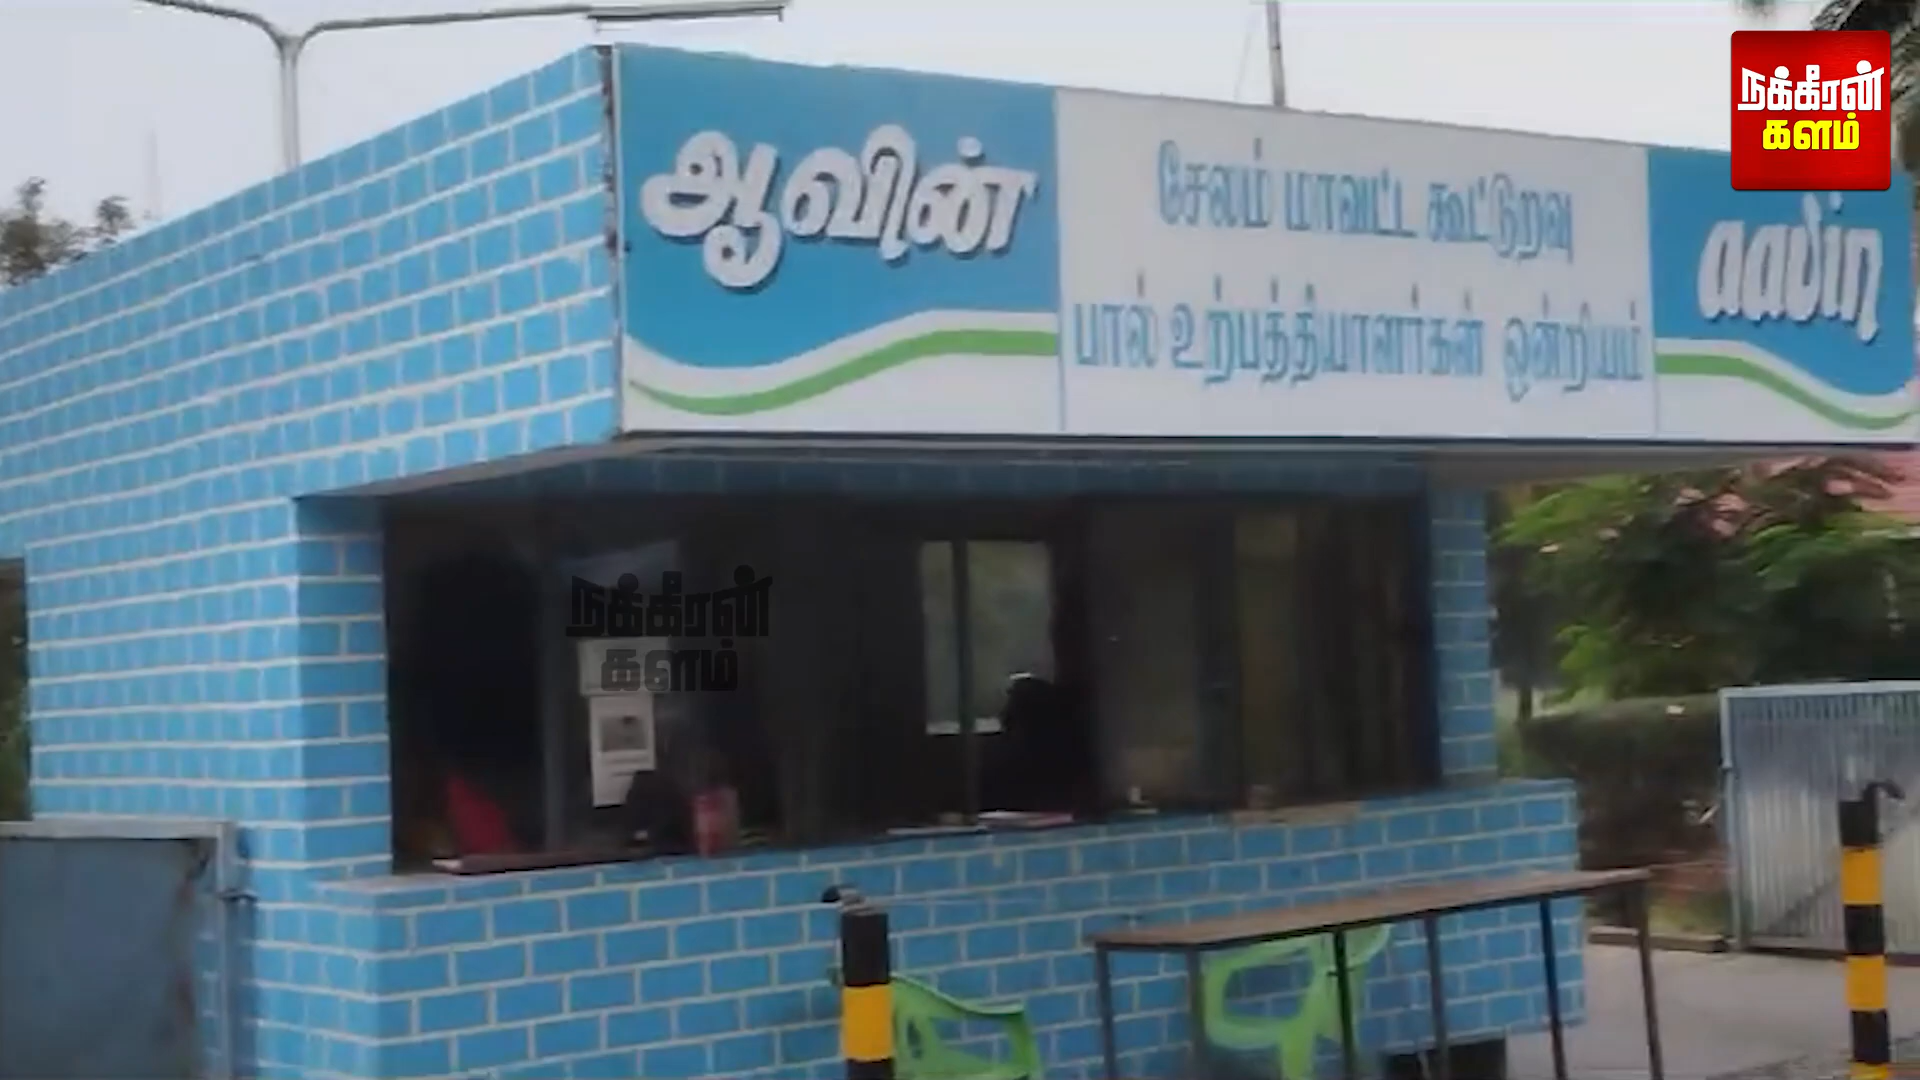 ஆவின்
சேலம் மாவட்ட கூட்டுறவு
பால் உற்பத்தியாளர்கள் ஒன்றியம்
aavin
நக்கீரன்
களம்
நக்கீரன்
களம்